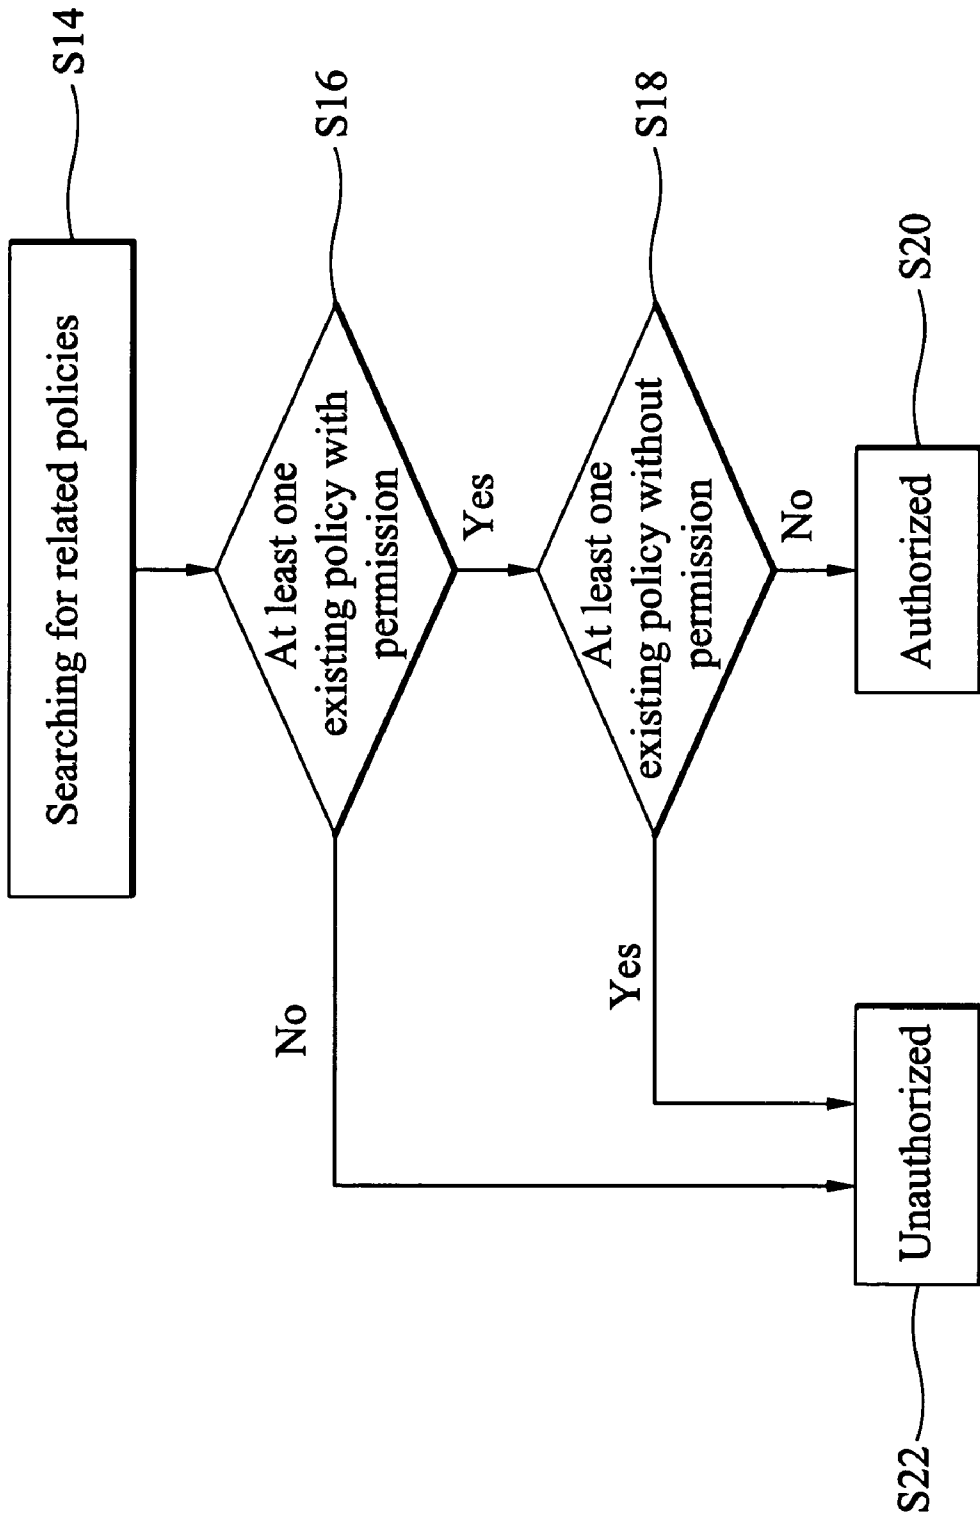 Searching for related policies
S14
At least one
existing policy with
permission
S16
No
Yes
At least one
existing policy without
permission
S18
Yes
No
Unauthorized
S22
Authorized
S20